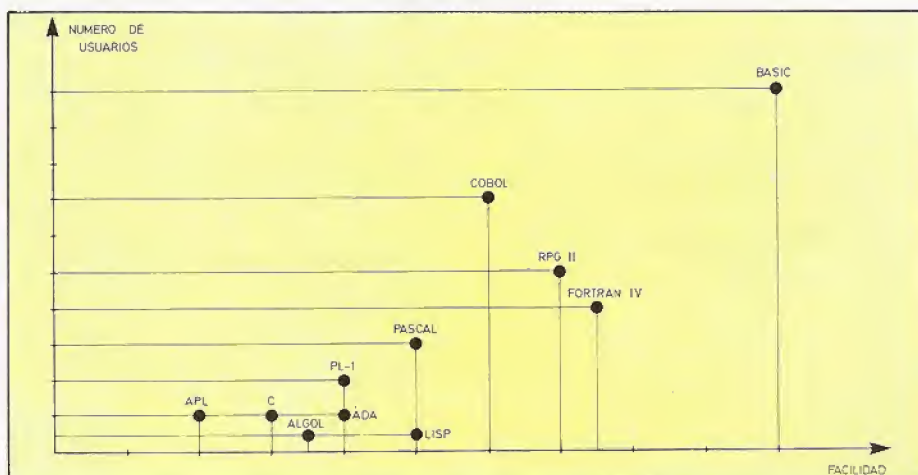 NUMERO DE
USUARIOS
BASIC
COBOL
RPG II
FORTRAN IV
PASCAL
PL-1
APL
C
ADA
ALGOL
LISP
FACILIDAD